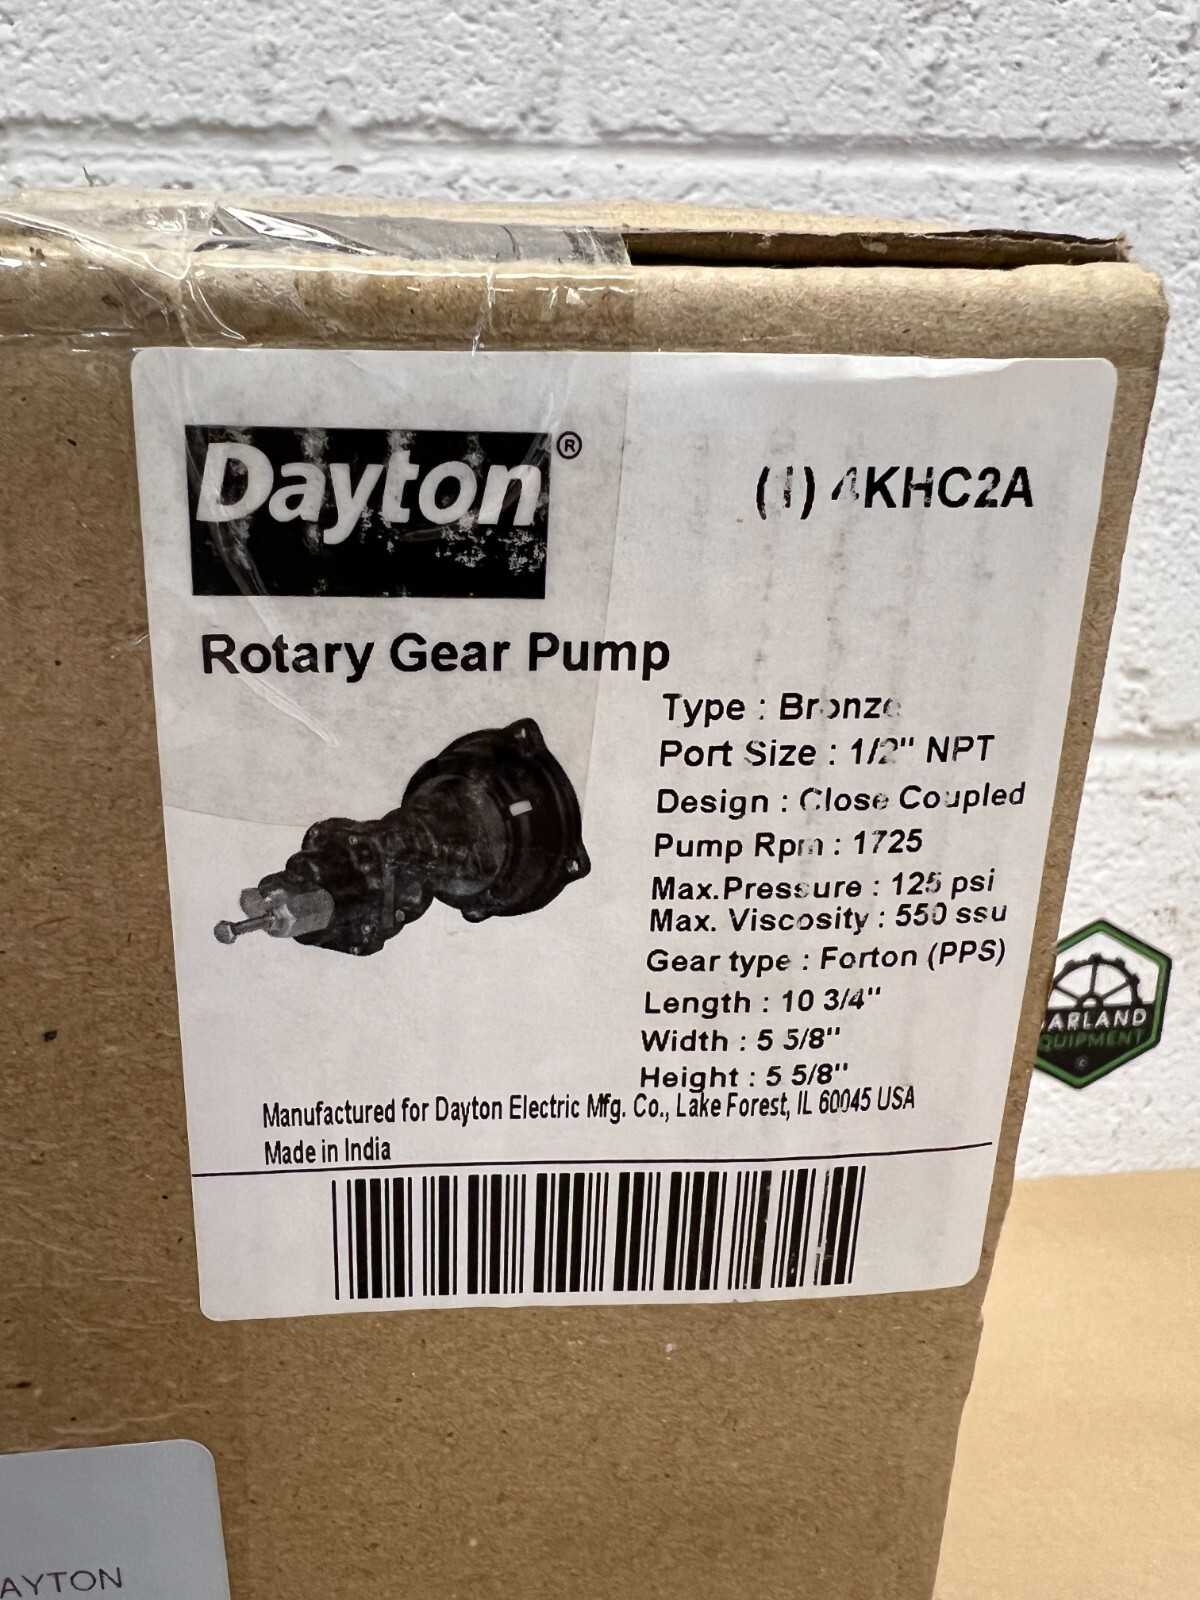 Dayton®
(1) 4KHC2A
Rotary Gear Pump
Type : Bronze
Port Size : 1/2" NPT
Design : Close Coupled
Pump Rpm : 1725
Max.Pressure : 125 psi
Max. Viscosity : 550 ssu
Gear type : Forton (PPS)
Length : 10 3/4"
Width : 5 5/8"
Height : 5 5/8"
Manufactured for Dayton Electric Mfg. Co., Lake Forest, IL 60045 USA
Made in India
ARLAND
QUIPMENT
AYTON